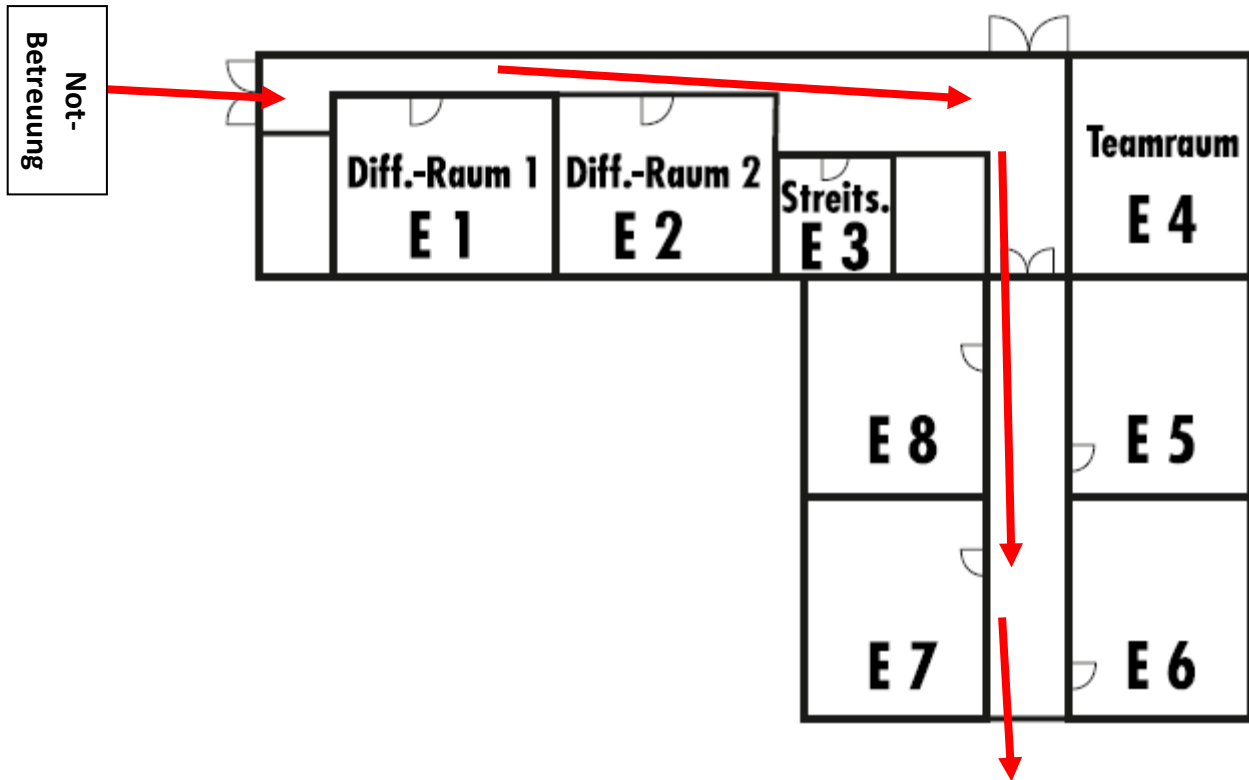 Not-
Betreuung
Diff.-Raum 1
E 1
Diff.-Raum 2
E 2
Streits.
E 3
Teamraum
E 4
E 8
E 5
E 7
E 6